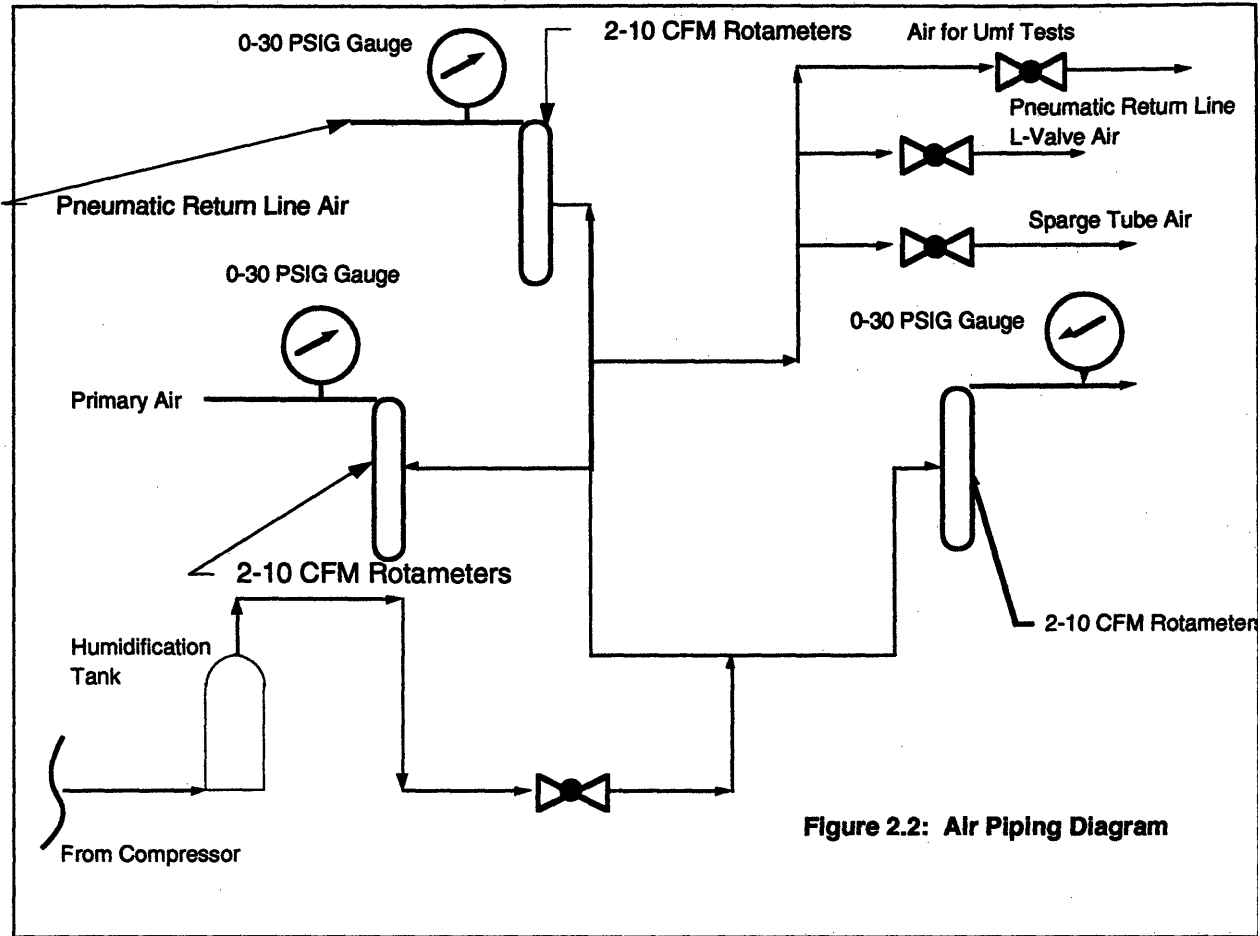 0-30 PSIG Gauge
2-10 CFM Rotameters
Air for Umf Tests
Pneumatic Return Line
L-Valve Air
Pneumatic Return Line Air
Sparge Tube Air
0-30 PSIG Gauge
0-30 PSIG Gauge
Primary Air
2-10 CFM Rotameters
2-10 CFM Rotameters
Humidification
Tank
Figure 2.2: Air Piping Diagram
From Compressor